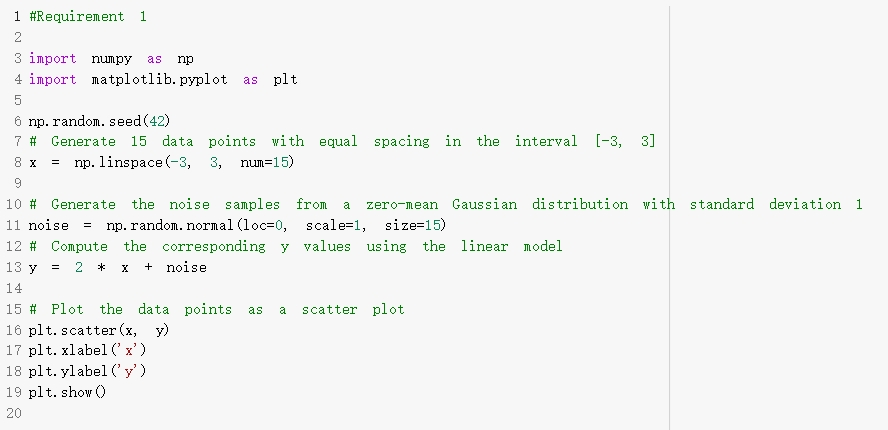 1 #Requirement 1
2
3 import numpy as np
4 import matplotlib.pyplot as plt
5
6 np.random.seed(42)
7 # Generate 15 data points with equal spacing in the interval [-3, 3]
8 x = np.linspace(-3, 3, num=15)
9
10 # Generate the noise samples from a zero-mean Gaussian distribution with standard deviation 1
11 noise = np.random.normal(loc=0, scale=1, size=15)
12 # Compute the corresponding y values using the linear model
13 y = 2 * x + noise
14
15 # Plot the data points as a scatter plot
16 plt.scatter(x, y)
17 plt.xlabel('x')
18 plt.ylabel('y')
19 plt.show()
20